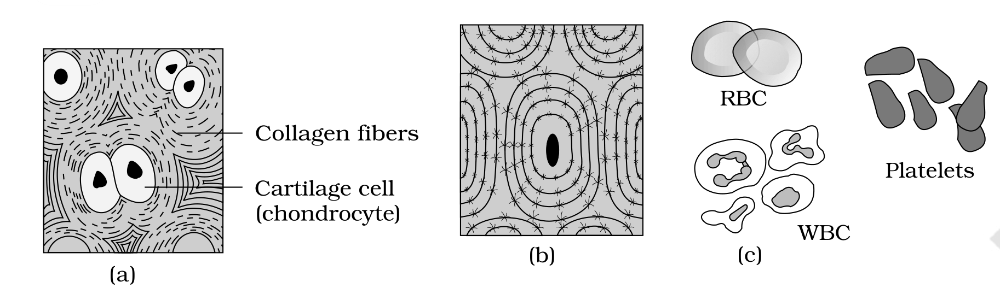 Collagen fibers
Cartilage cell
(chondrocyte)
(a)
(b)
RBC
WBC
Platelets
(c)